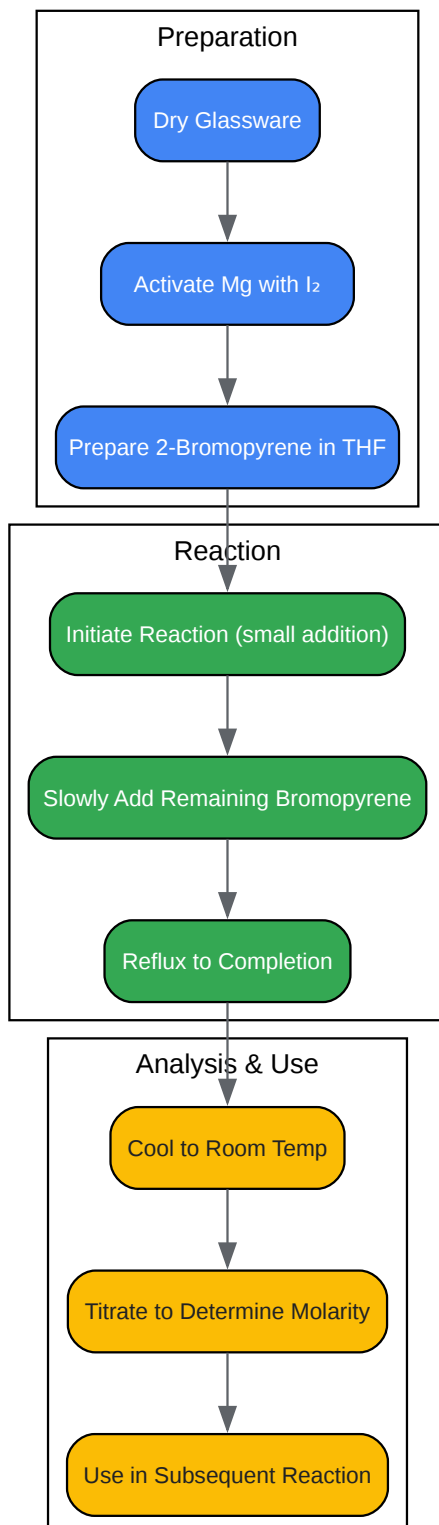 Preparation
Dry Glassware
Activate Mg with I₂
Prepare 2-Bromopyrene in THF
Reaction
Initiate Reaction (small addition)
Slowly Add Remaining Bromopyrene
Reflux to Completion
Analysis & Use
Cool to Room Temp
Titrate to Determine Molarity
Use in Subsequent Reaction